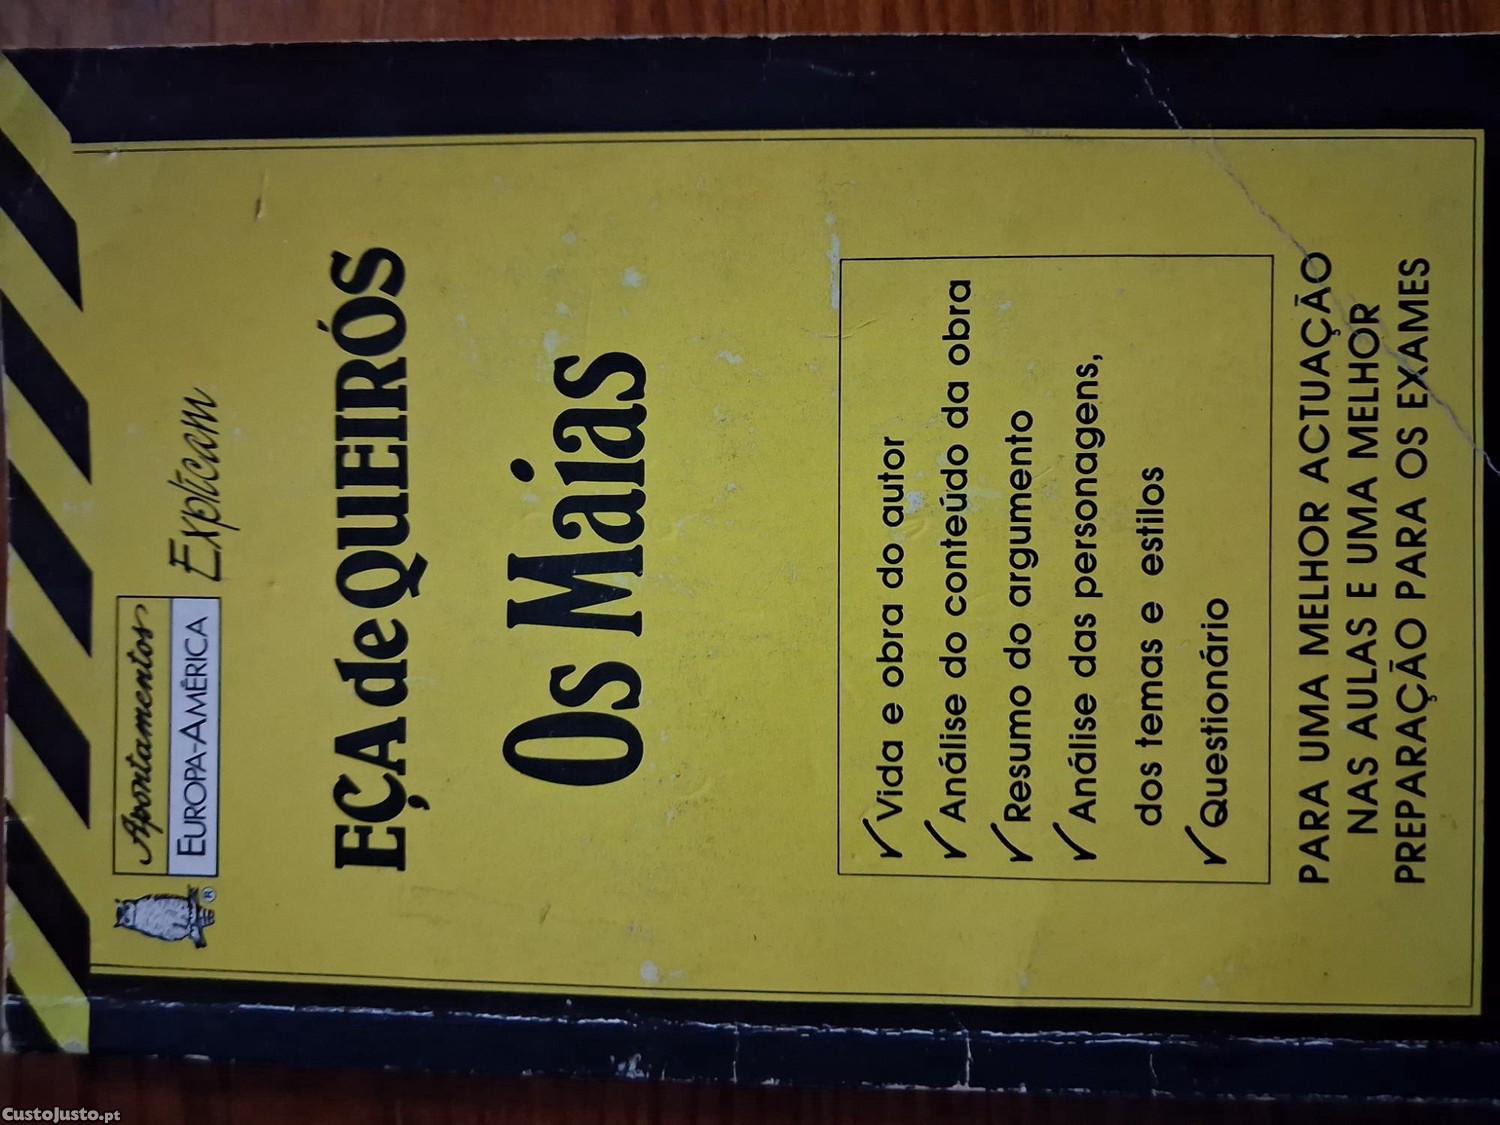 Apontamentos
EUROPA-AMÉRICA
Explicam
®
EÇA de QUEIRÓS
Os Maias
✓ Vida e obra do autor
✓ Análise do conteúdo da obra
✓ Resumo do argumento
✓ Análise das personagens,
dos temas e estilos
✓ Questionário
PARA UMA MELHOR ACTUAÇÃO
NAS AULAS E UMA MELHOR
PREPARAÇÃO PARA OS EXAMES
CustoJusto.pt